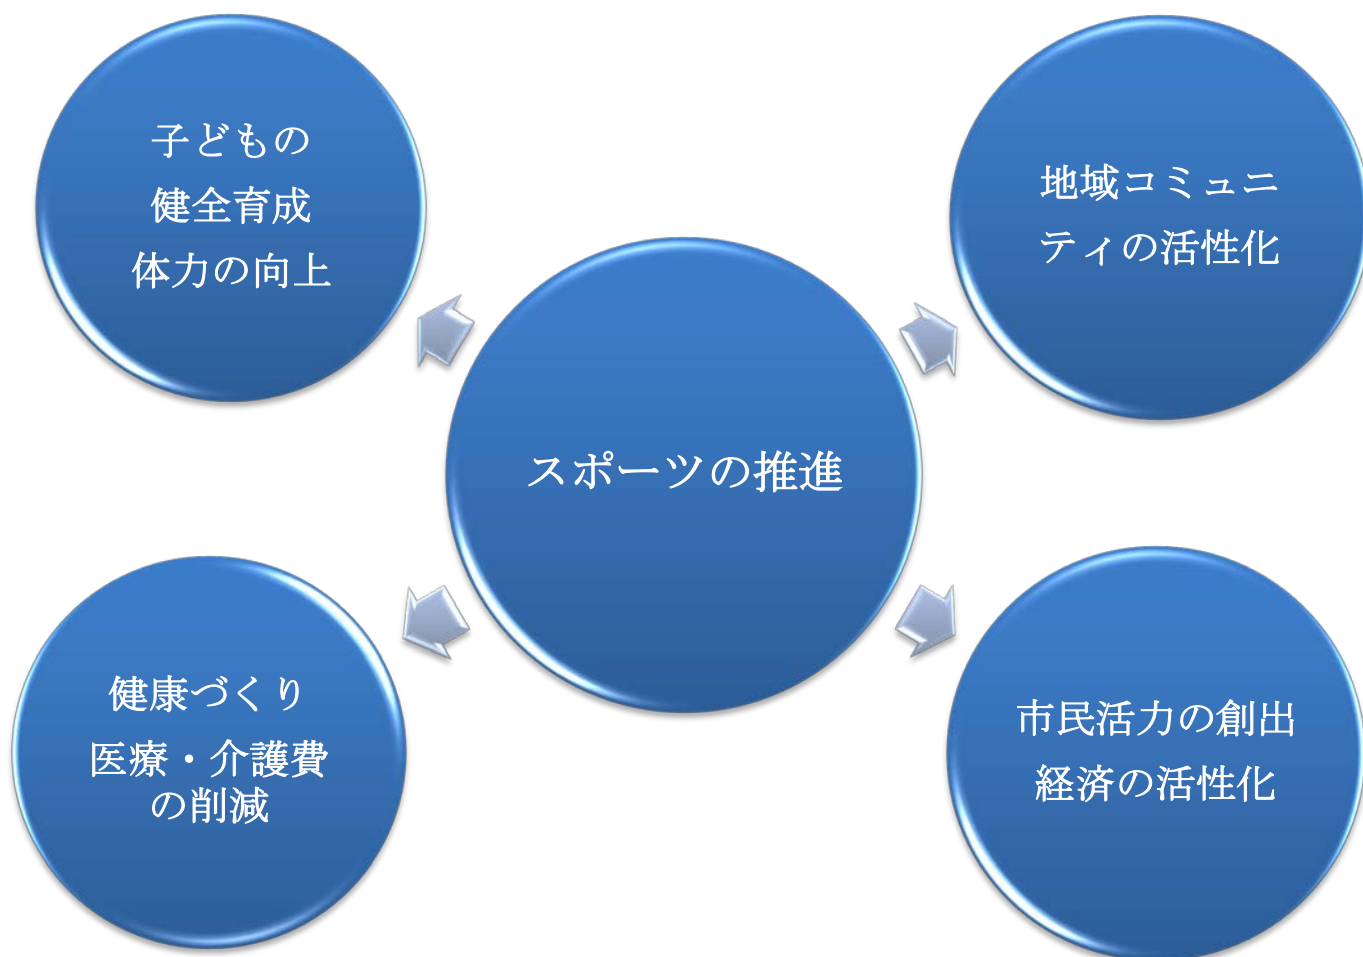 子どもの
健全育成
体力の向上
地域コミュニ
ティの活性化
スポーツの推進
健康づくり
医療・介護費
の削減
市民活力の創出
経済の活性化